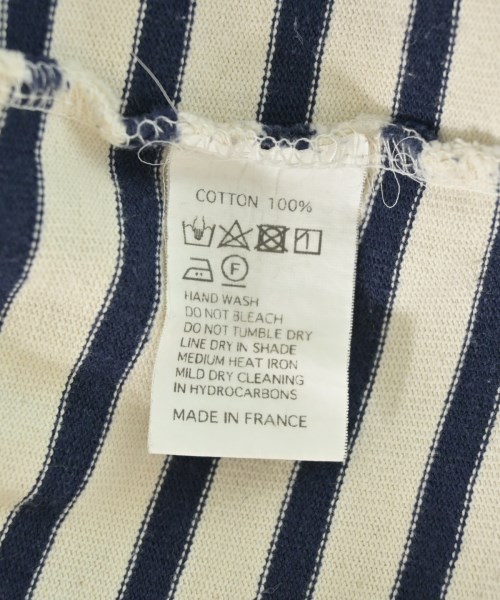 COTTON 100%
F
HAND WASH
DO NOT BLEACH
DO NOT TUMBLE DRY
LINE DRY IN SHADE
MEDIUM HEAT IRON
MILD DRY CLEANING
IN HYDROCARBONS
MADE IN FRANCE